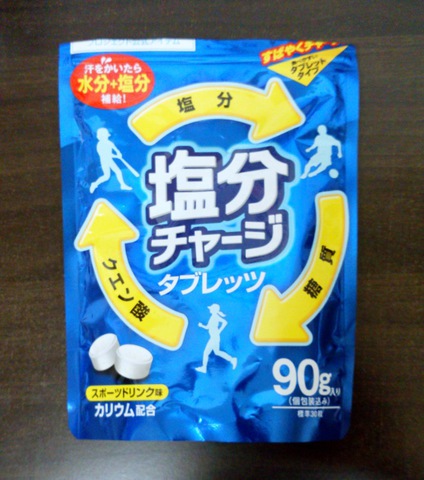 汗をかいたら
水分+塩分
補給!
すばやくチャージ
タブレット
タイプ
塩分
塩分
チャージ
タブレッツ
糖質
クエン酸
スポーツドリンク味
カリウム配合
90g入り
(個包装込み)
標準30粒